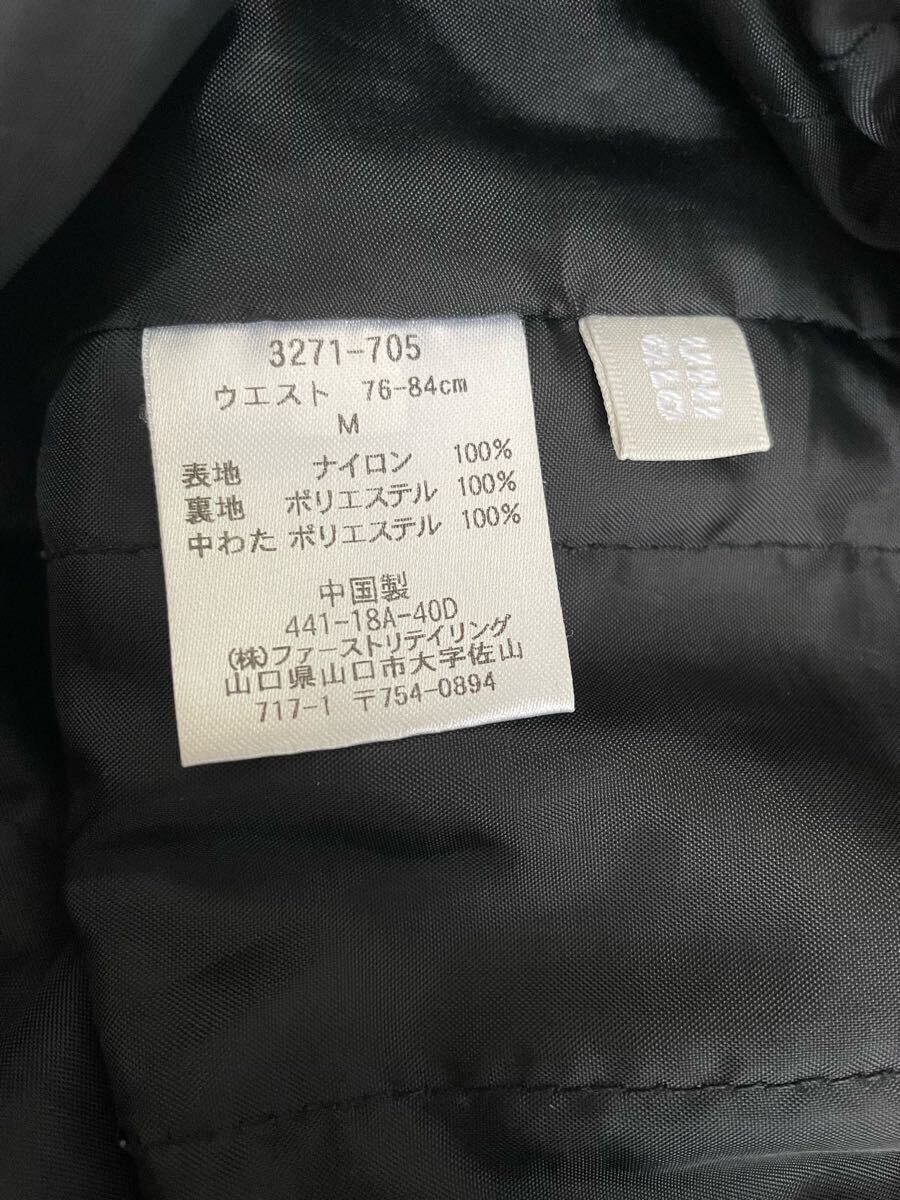 3271-705
ウエスト 76-84cm
M
表地 ナイロン 100%
裏地 ポリエステル 100%
中わた ポリエステル 100%
中国製
441-18A-40D
(株)ファーストリテイリング
山口県山口市大字佐山
717-1 〒754-0894